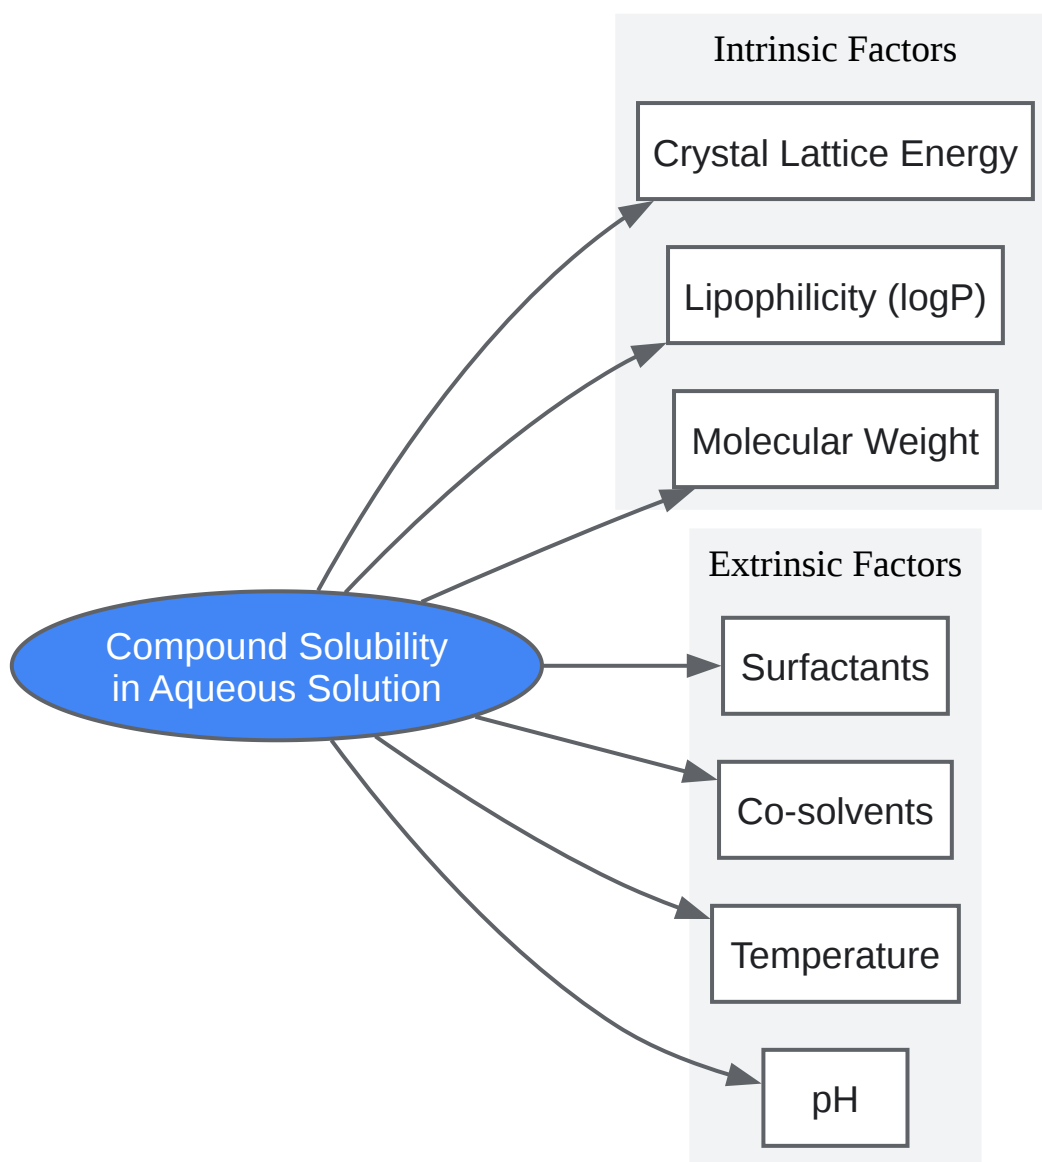 Intrinsic Factors
Crystal Lattice Energy
Lipophilicity (logP)
Molecular Weight
Extrinsic Factors
Compound Solubility
in Aqueous Solution
Surfactants
Co-solvents
Temperature
pH